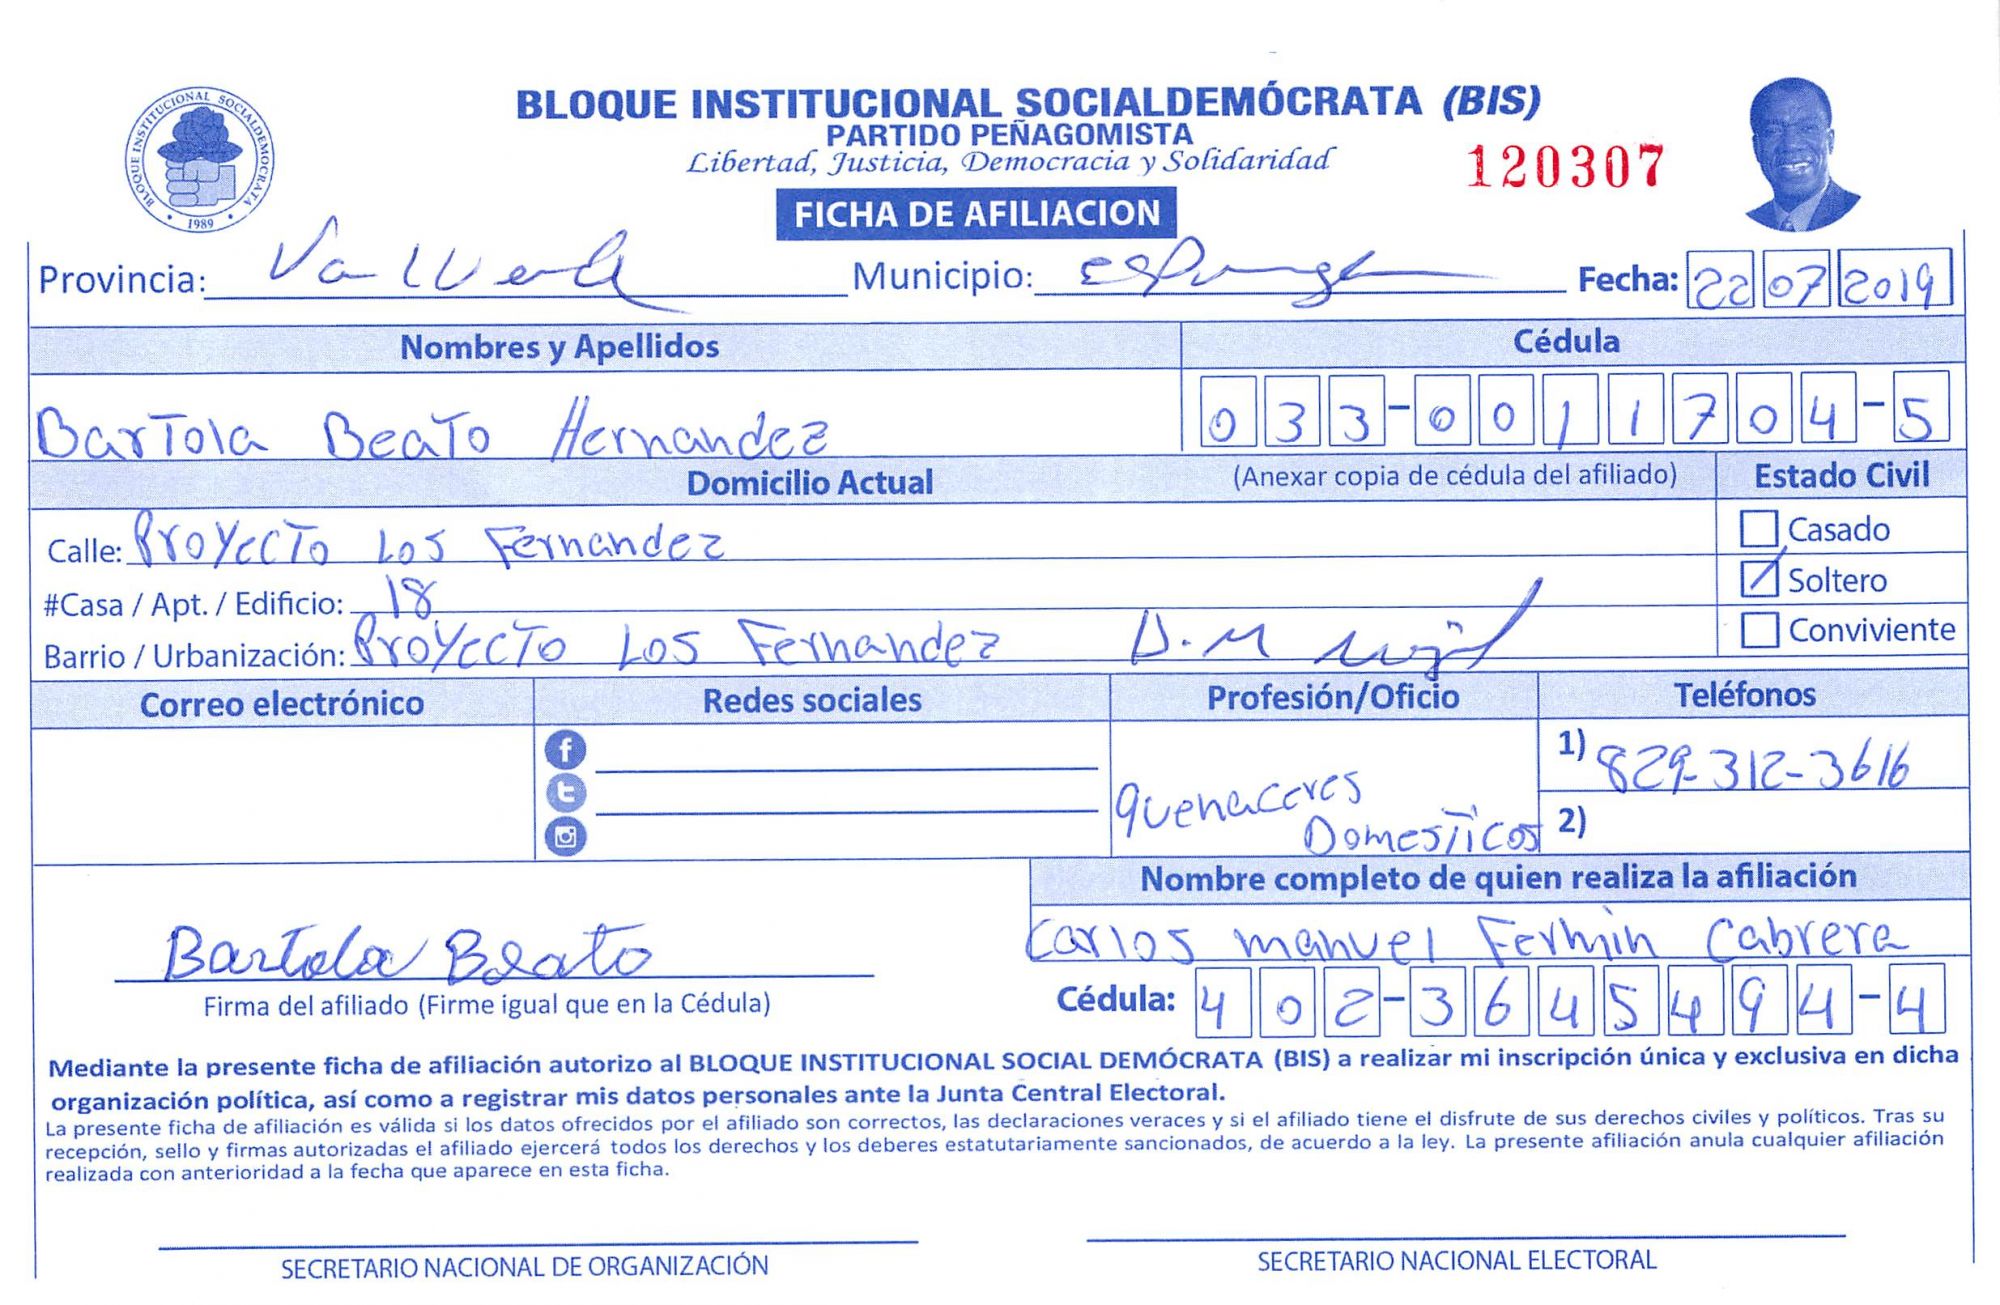 BLOQUE INSTITUCIONAL SOCIALDEMÓCRATA (BIS)
PARTIDO PEÑAGOMISTA
Libertad, Justicia, Democracia y Solidaridad
120307
BLOQUE INSTITUCIONAL SOCIALDEMOCRATA
1989
FICHA DE AFILIACION
Provincia: Valverde Municipio: Esperanza Fecha: 22 07 2019
Nombres y Apellidos Cédula
Bartola Beato Hernandez 033-0011704-5
Domicilio Actual (Anexar copia de cédula del afiliado) Estado Civil
Calle: Proyecto Los Fernandez
Casado
#Casa / Apt. / Edificio: 18
Soltero
Barrio / Urbanización: Proyecto Los Fernandez D.M
Conviviente
Correo electrónico Redes sociales Profesión/Oficio Teléfonos
1) 829-312-3616
Quehaceres
Domesticos 2)
Nombre completo de quien realiza la afiliación
Carlos manuel Fermin Cabrera
Bartola Beato
Firma del afiliado (Firme igual que en la Cédula)
Cédula: 402-3645494-4
Mediante la presente ficha de afiliación autorizo al BLOQUE INSTITUCIONAL SOCIAL DEMÓCRATA (BIS) a realizar mi inscripción única y exclusiva en dicha
organización política, así como a registrar mis datos personales ante la Junta Central Electoral.
La presente ficha de afiliación es válida si los datos ofrecidos por el afiliado son correctos, las declaraciones veraces y si el afiliado tiene el disfrute de sus derechos civiles y políticos. Tras su
recepción, sello y firmas autorizadas el afiliado ejercerá todos los derechos y los deberes estatutariamente sancionados, de acuerdo a la ley. La presente afiliación anula cualquier afiliación
realizada con anterioridad a la fecha que aparece en esta ficha.
SECRETARIO NACIONAL DE ORGANIZACIÓN SECRETARIO NACIONAL ELECTORAL